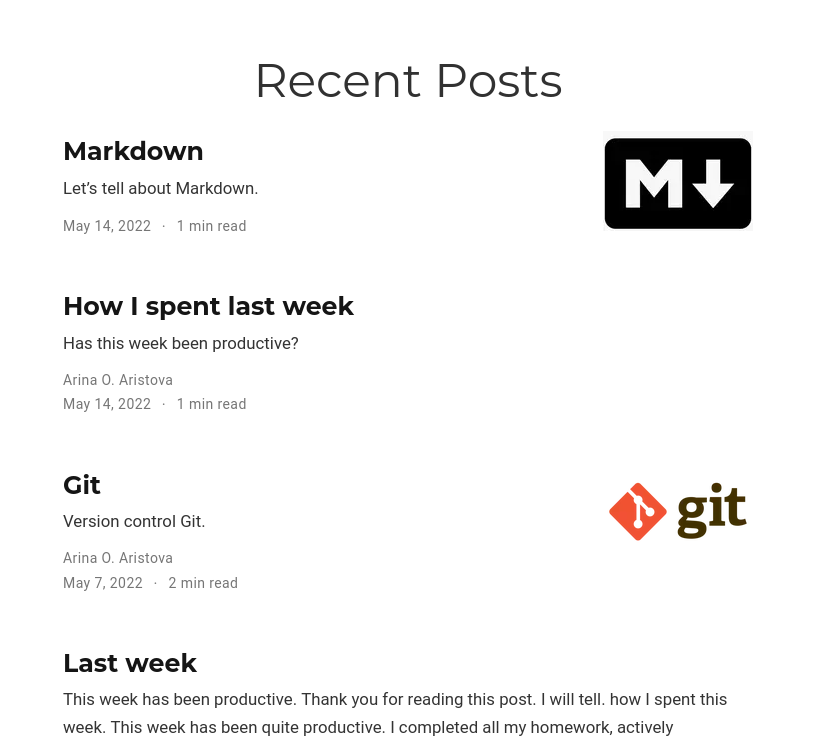 Recent Posts
Markdown
Let’s tell about Markdown.
May 14, 2022 · 1 min read
M
How I spent last week
Has this week been productive?
Arina O. Aristova
May 14, 2022 · 1 min read
Git
Version control Git.
Arina O. Aristova
May 7, 2022 · 2 min read
git
Last week
This week has been productive. Thank you for reading this post. I will tell. how I spent this
week. This week has been quite productive. I completed all my homework, actively